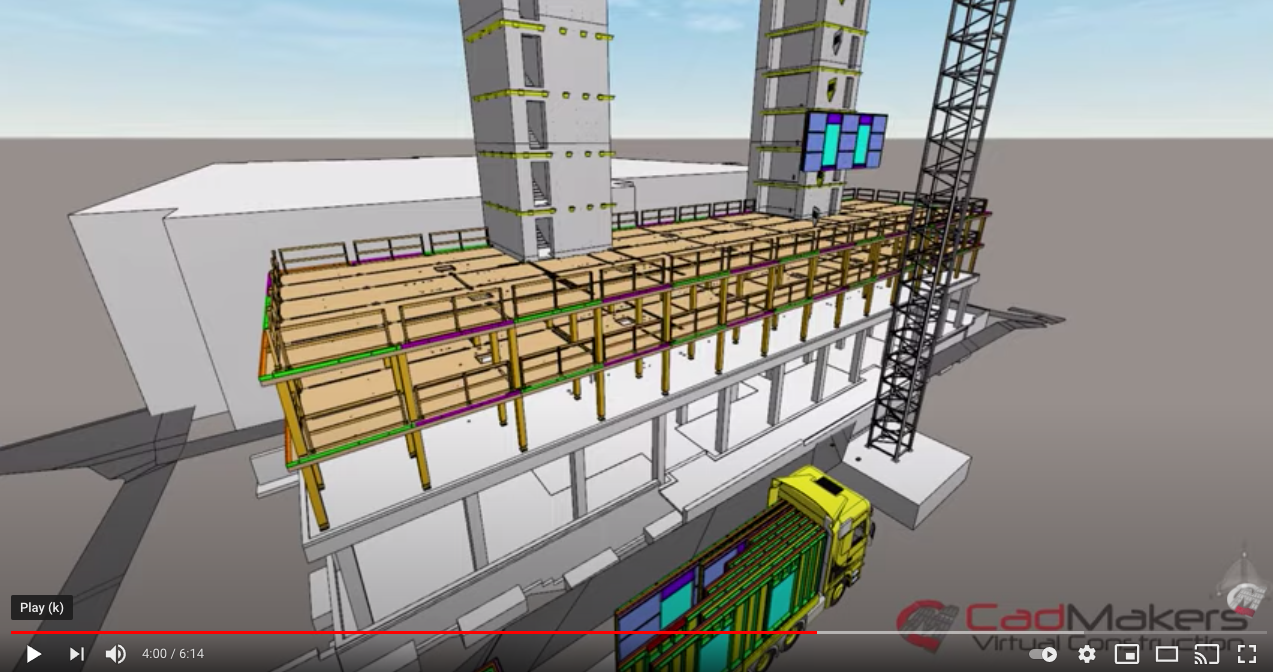 Play (k)
CadMakers
Virtual Construction
4:00 / 6:14